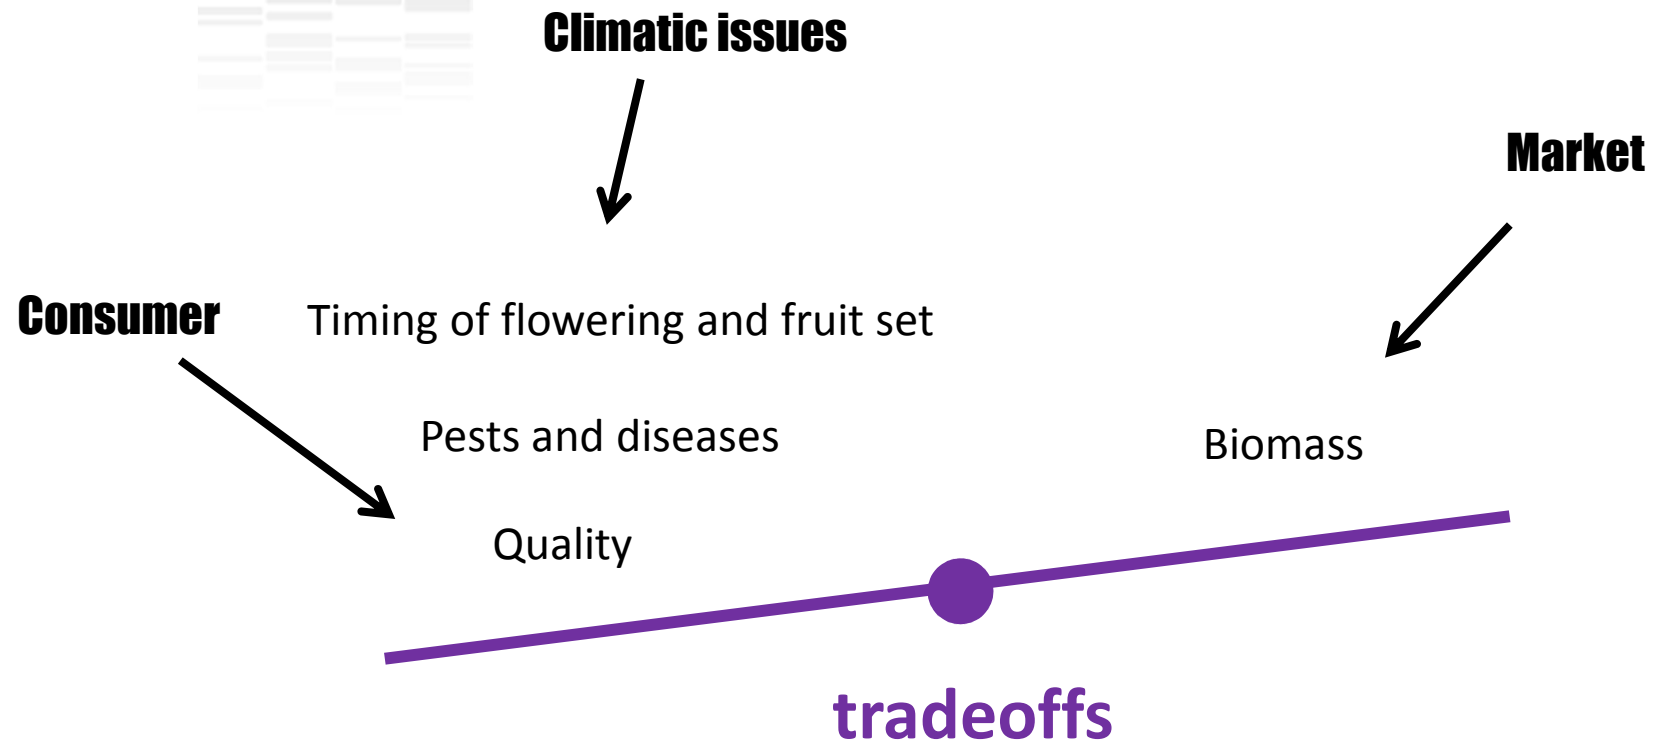 Climatic issues
Market
Consumer
Timing of flowering and fruit set
Pests and diseases
Biomass
Quality
tradeoffs